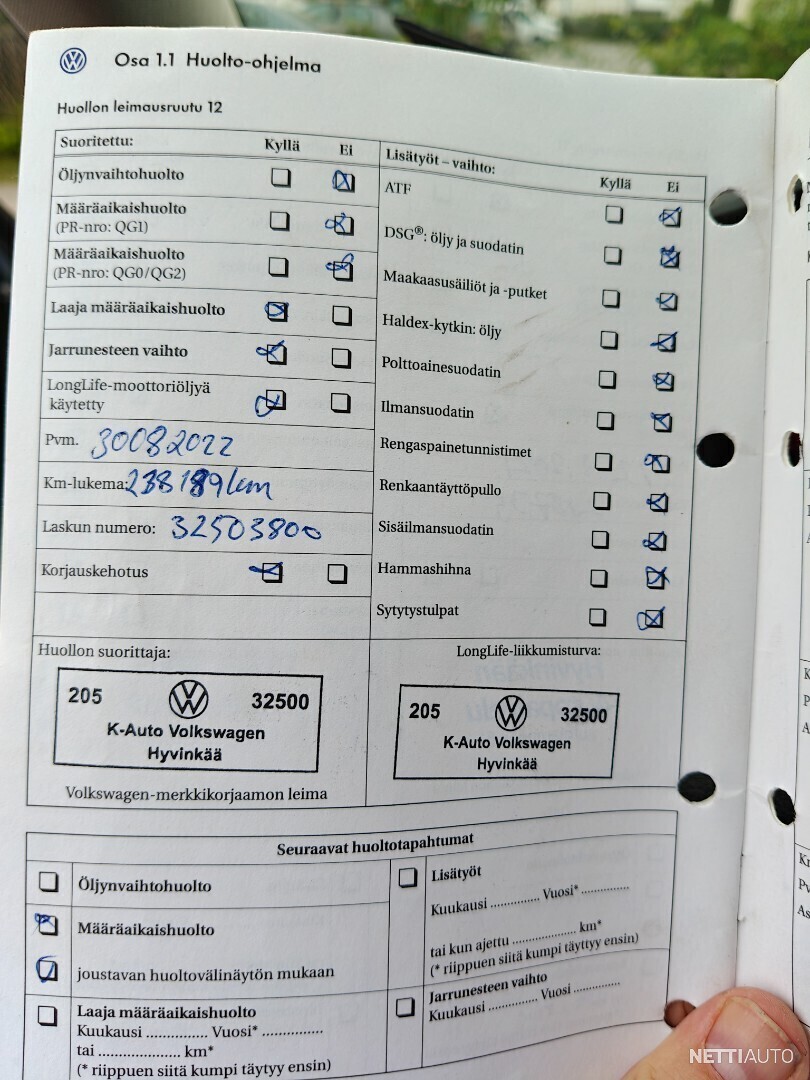 Osa 1.1 Huolto-ohjelma
Huollon leimausruutu 12
Suoritettu: Kyllä Ei
Öljynvaihtohuolto
Määräaikaishuolto
(PR-nro: QG1)
Määräaikaishuolto
(PR-nro: QG0/QG2)
Laaja määräaikaishuolto
Jarrunesteen vaihto
LongLife-moottoriöljyä
käytetty
Pvm. 30082022
Km-lukema: 238189 km
Laskun numero: 32503800
Korjauskehotus
Lisätyöt – vaihto: Kyllä Ei
ATF
DSG®: öljy ja suodatin
Maakaasusäiliöt ja -putket
Haldex-kytkin: öljy
Polttoainesuodatin
Ilmansuodatin
Rengaspainetunnistimet
Renkaantäyttöpullo
Sisäilmansuodatin
Hammashihna
Sytytystulpat
Huollon suorittaja:
205 32500
K-Auto Volkswagen
Hyvinkää
Volkswagen-merkkikorjaamon leima
LongLife-liikkumisturva:
205 32500
K-Auto Volkswagen
Hyvinkää
Seuraavat huoltotapahtumat
Öljynvaihtohuolto
Määräaikaishuolto
joustavan huoltovälinäytön mukaan
Laaja määräaikaishuolto
Kuukausi .............. Vuosi* ..............
tai .................... km*
(* riippuen siitä kumpi täytyy ensin)
Lisätyöt
Kuukausi .............. Vuosi* ..............
tai kun ajettu .................. km*
(* riippuen siitä kumpi täyttyy ensin)
Jarrunesteen vaihto
Kuukausi .............. Vuosi ..............
NETTIAUTO